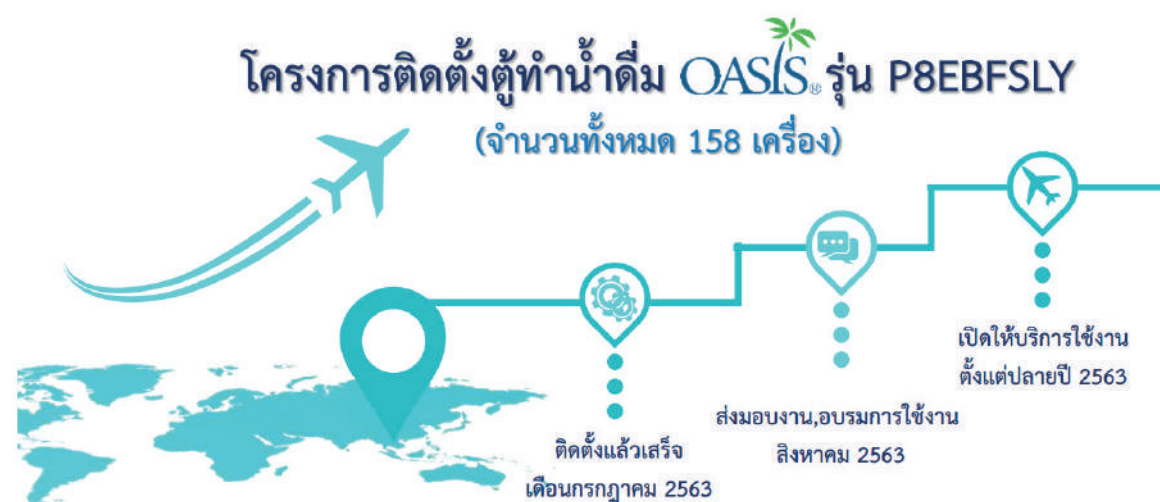 โครงการติดตั้งตู้ทำน้ำดื่ม OASIS® รุ่น P8EBFSLY
(จำนวนทั้งหมด 158 เครื่อง)
เปิดให้บริการใช้งาน
ตั้งแต่ปลายปี 2563
ส่งมอบงาน,อบรมการใช้งาน
สิงหาคม 2563
ติดตั้งแล้วเสร็จ
เดือนกรกฎาคม 2563